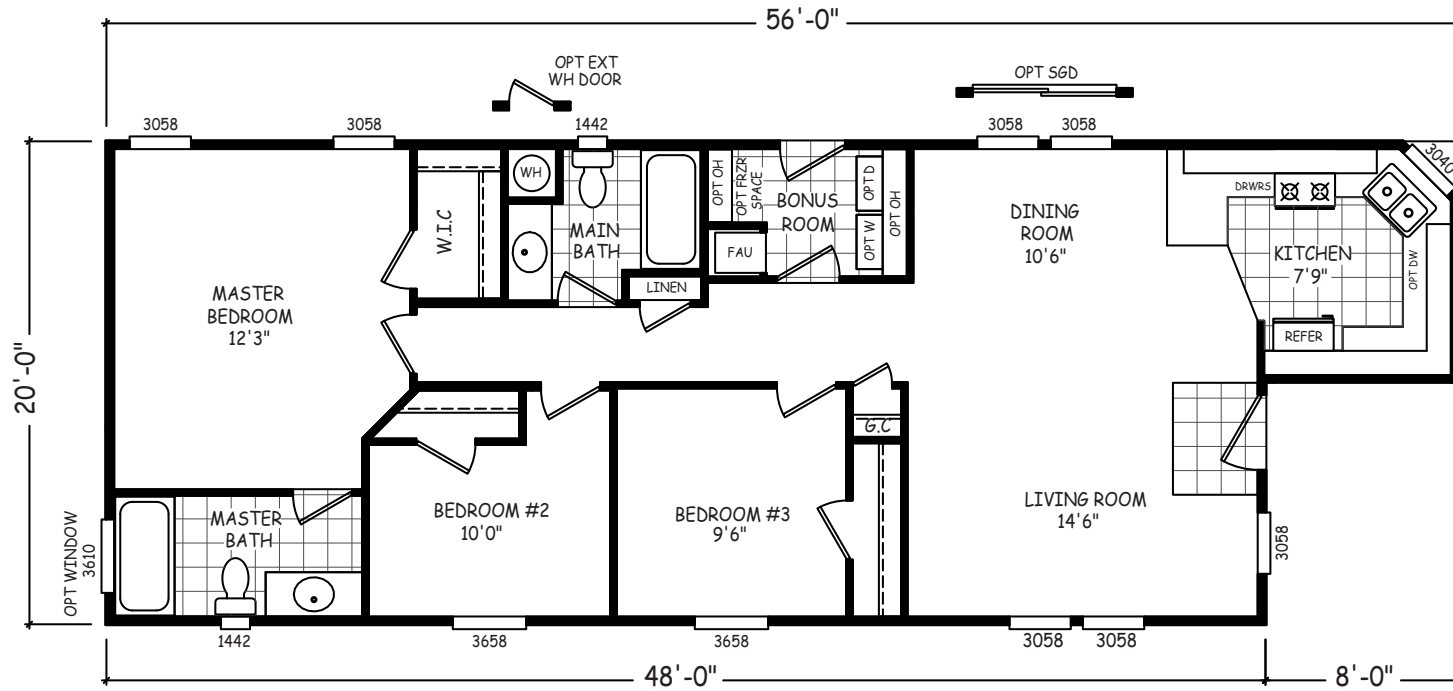 56'-0"
OPT EXT
WH DOOR
OPT SGD
3058
3058
1442
3058
3058
3040
WH
OPT OH
OPT FRZR
SPACE
BONUS
ROOM
OPT D
OPT W
OPT OH
FAU
MAIN
BATH
W.I.C
LINEN
DINING
ROOM
10'6"
DRWRS
KITCHEN
7'9"
OPT DW
REFER
MASTER
BEDROOM
12'3"
20'-0"
G.C
BEDROOM #2
10'0"
BEDROOM #3
9'6"
LIVING ROOM
14'6"
MASTER
BATH
OPT WINDOW
3610
3058
1442
3658
3658
3058
3058
48'-0"
8'-0"